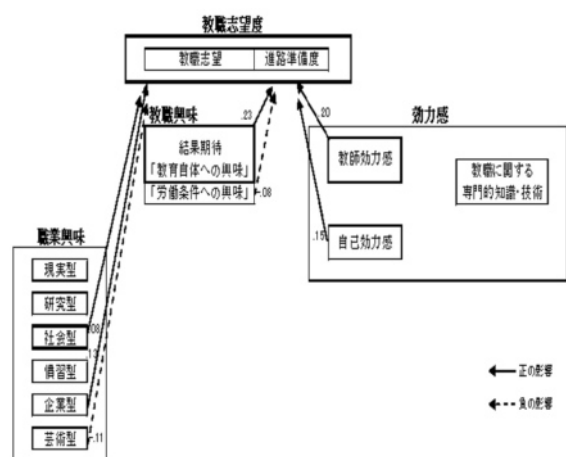 教職志望度
教職志望 進路準備度
教職興味
.23
.20
効力感
結果期待
「教育自体への興味」
「労働条件への興味」
-.08
教師効力感
教職に関する
専門的知識・技術
.15
自己効力感
職業興味
現実型
研究型
社会型
.08
.13
慣習型
企業型
芸術型
-.11
正の影響
負の影響